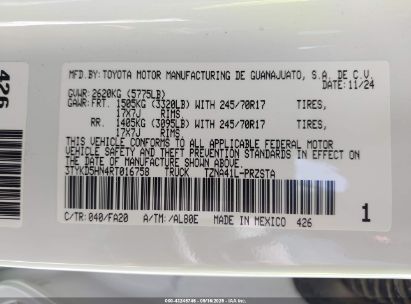 MFD.BY:TOYOTA MOTOR MANUFACTURING DE GUANAJUATO, S.A. DE C.V.
DATE:11/24
GVWR:2620KG (5775LB)
GAWR:FRT. 1505KG (3320LB) WITH 245/70R17 TIRES,
17X7J RIMS
RR. 1405KG (3095LB) WITH 245/70R17 TIRES,
17X7J RIMS
THIS VEHICLE CONFORMS TO ALL APPLICABLE FEDERAL MOTOR
VEHICLE SAFETY AND THEFT PREVENTION STANDARDS IN EFFECT ON
THE DATE OF MANUFACTURE SHOWN ABOVE.
3TYKD5HN4RT016758 TRUCK TZNA41L-PRZSTA
C/TR:040/FA20 A/TM:/AL80E MADE IN MEXICO 426
1
426